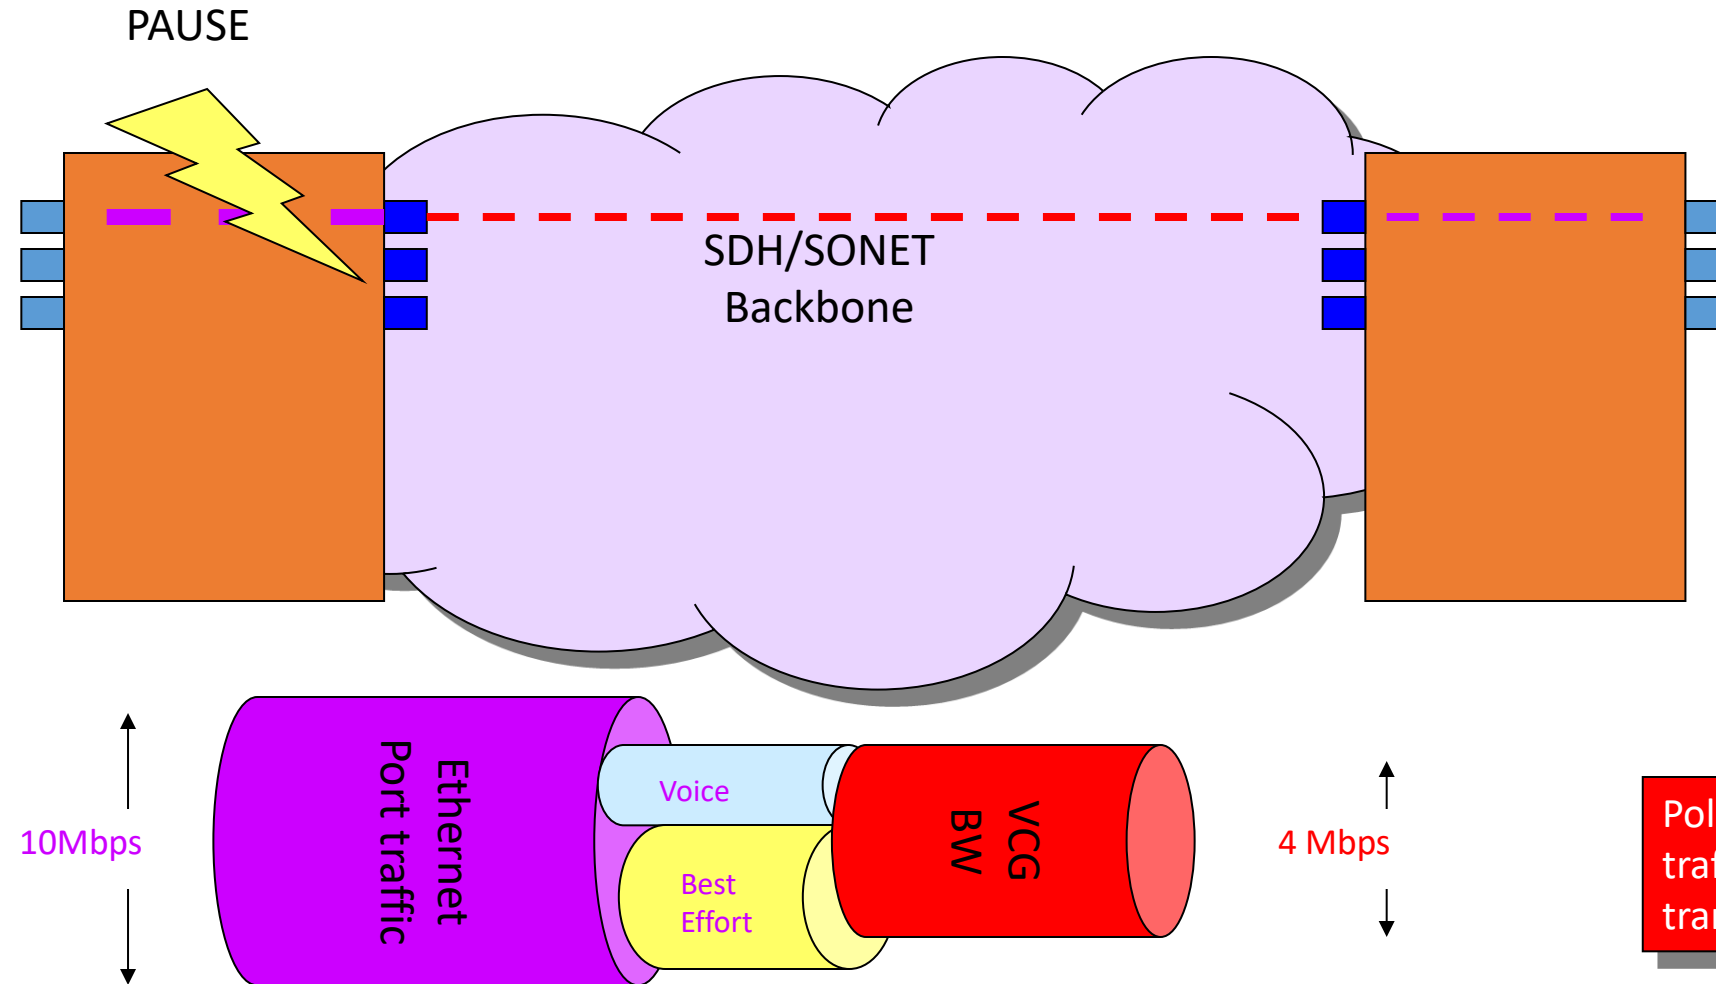 PAUSE
SDH/SONET
Backbone
Ethernet
Port traffic
Voice
Best
Effort
VCG
BW
10Mbps
4 Mbps